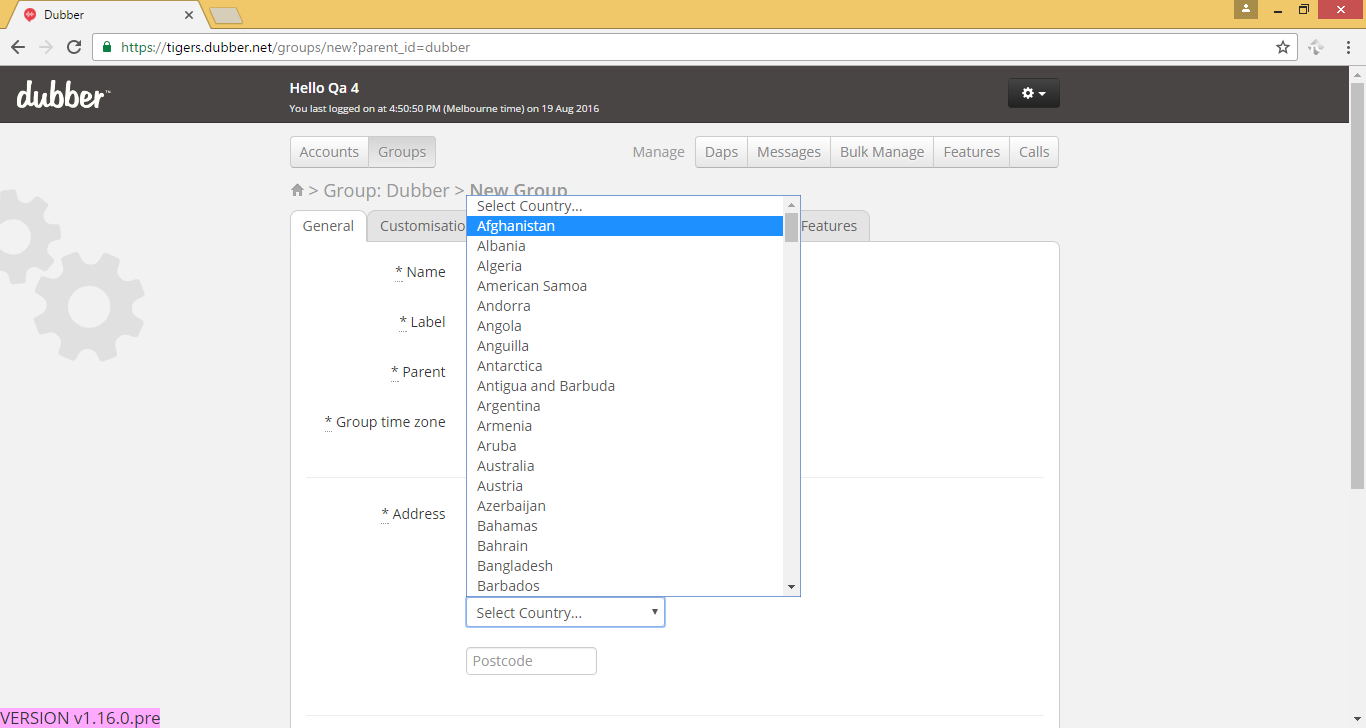 Dubber
https://tigers.dubber.net/groups/new?parent_id=dubber
dubber™
Hello Qa 4
You last logged on at 4:50:50 PM (Melbourne time) on 19 Aug 2016
Accounts Groups Manage Daps Messages Bulk Manage Features Calls
> Group: Dubber > New Group
General Customisatio Features
* Name
* Label
* Parent
* Group time zone
* Address
Select Country...
Afghanistan
Albania
Algeria
American Samoa
Andorra
Angola
Anguilla
Antarctica
Antigua and Barbuda
Argentina
Armenia
Aruba
Australia
Austria
Azerbaijan
Bahamas
Bahrain
Bangladesh
Barbados
Select Country...
Postcode
VERSION v1.16.0.pre